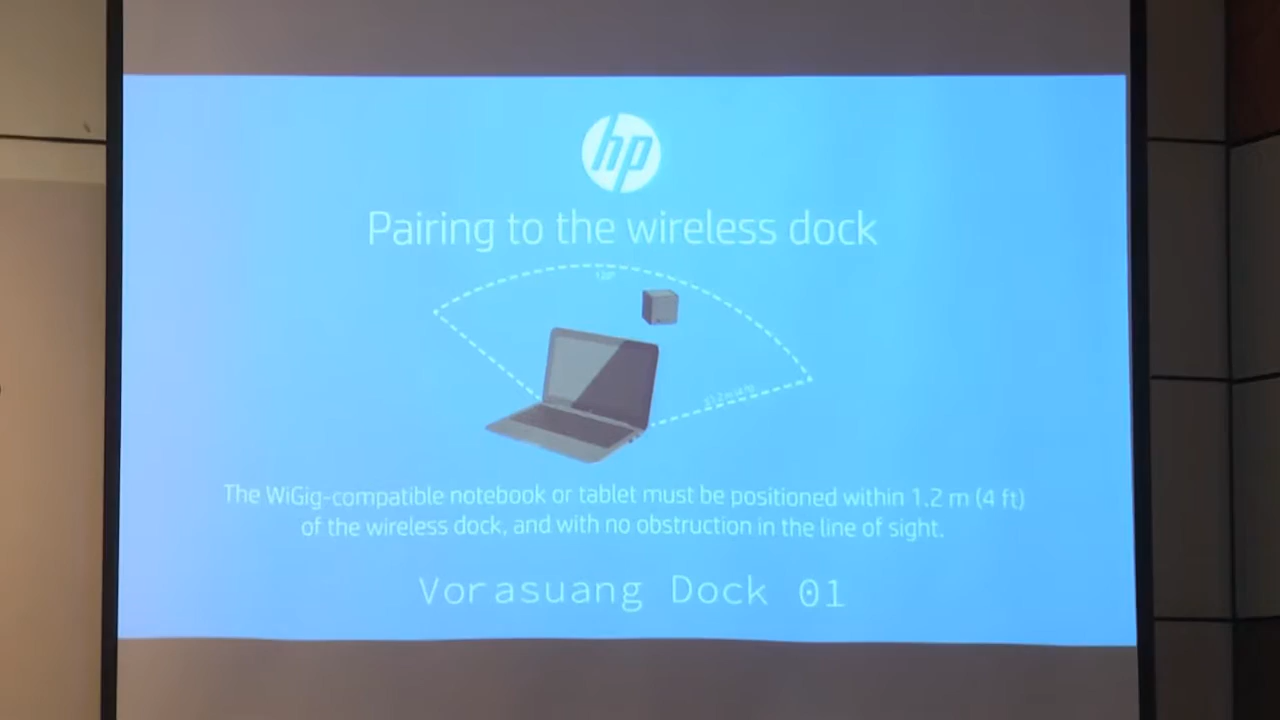 hp
Pairing to the wireless dock
120°
The WiGig-compatible notebook or tablet must be positioned within 1.2 m (4 ft)
of the wireless dock, and with no obstruction in the line of sight.
Vorasuang Dock 01